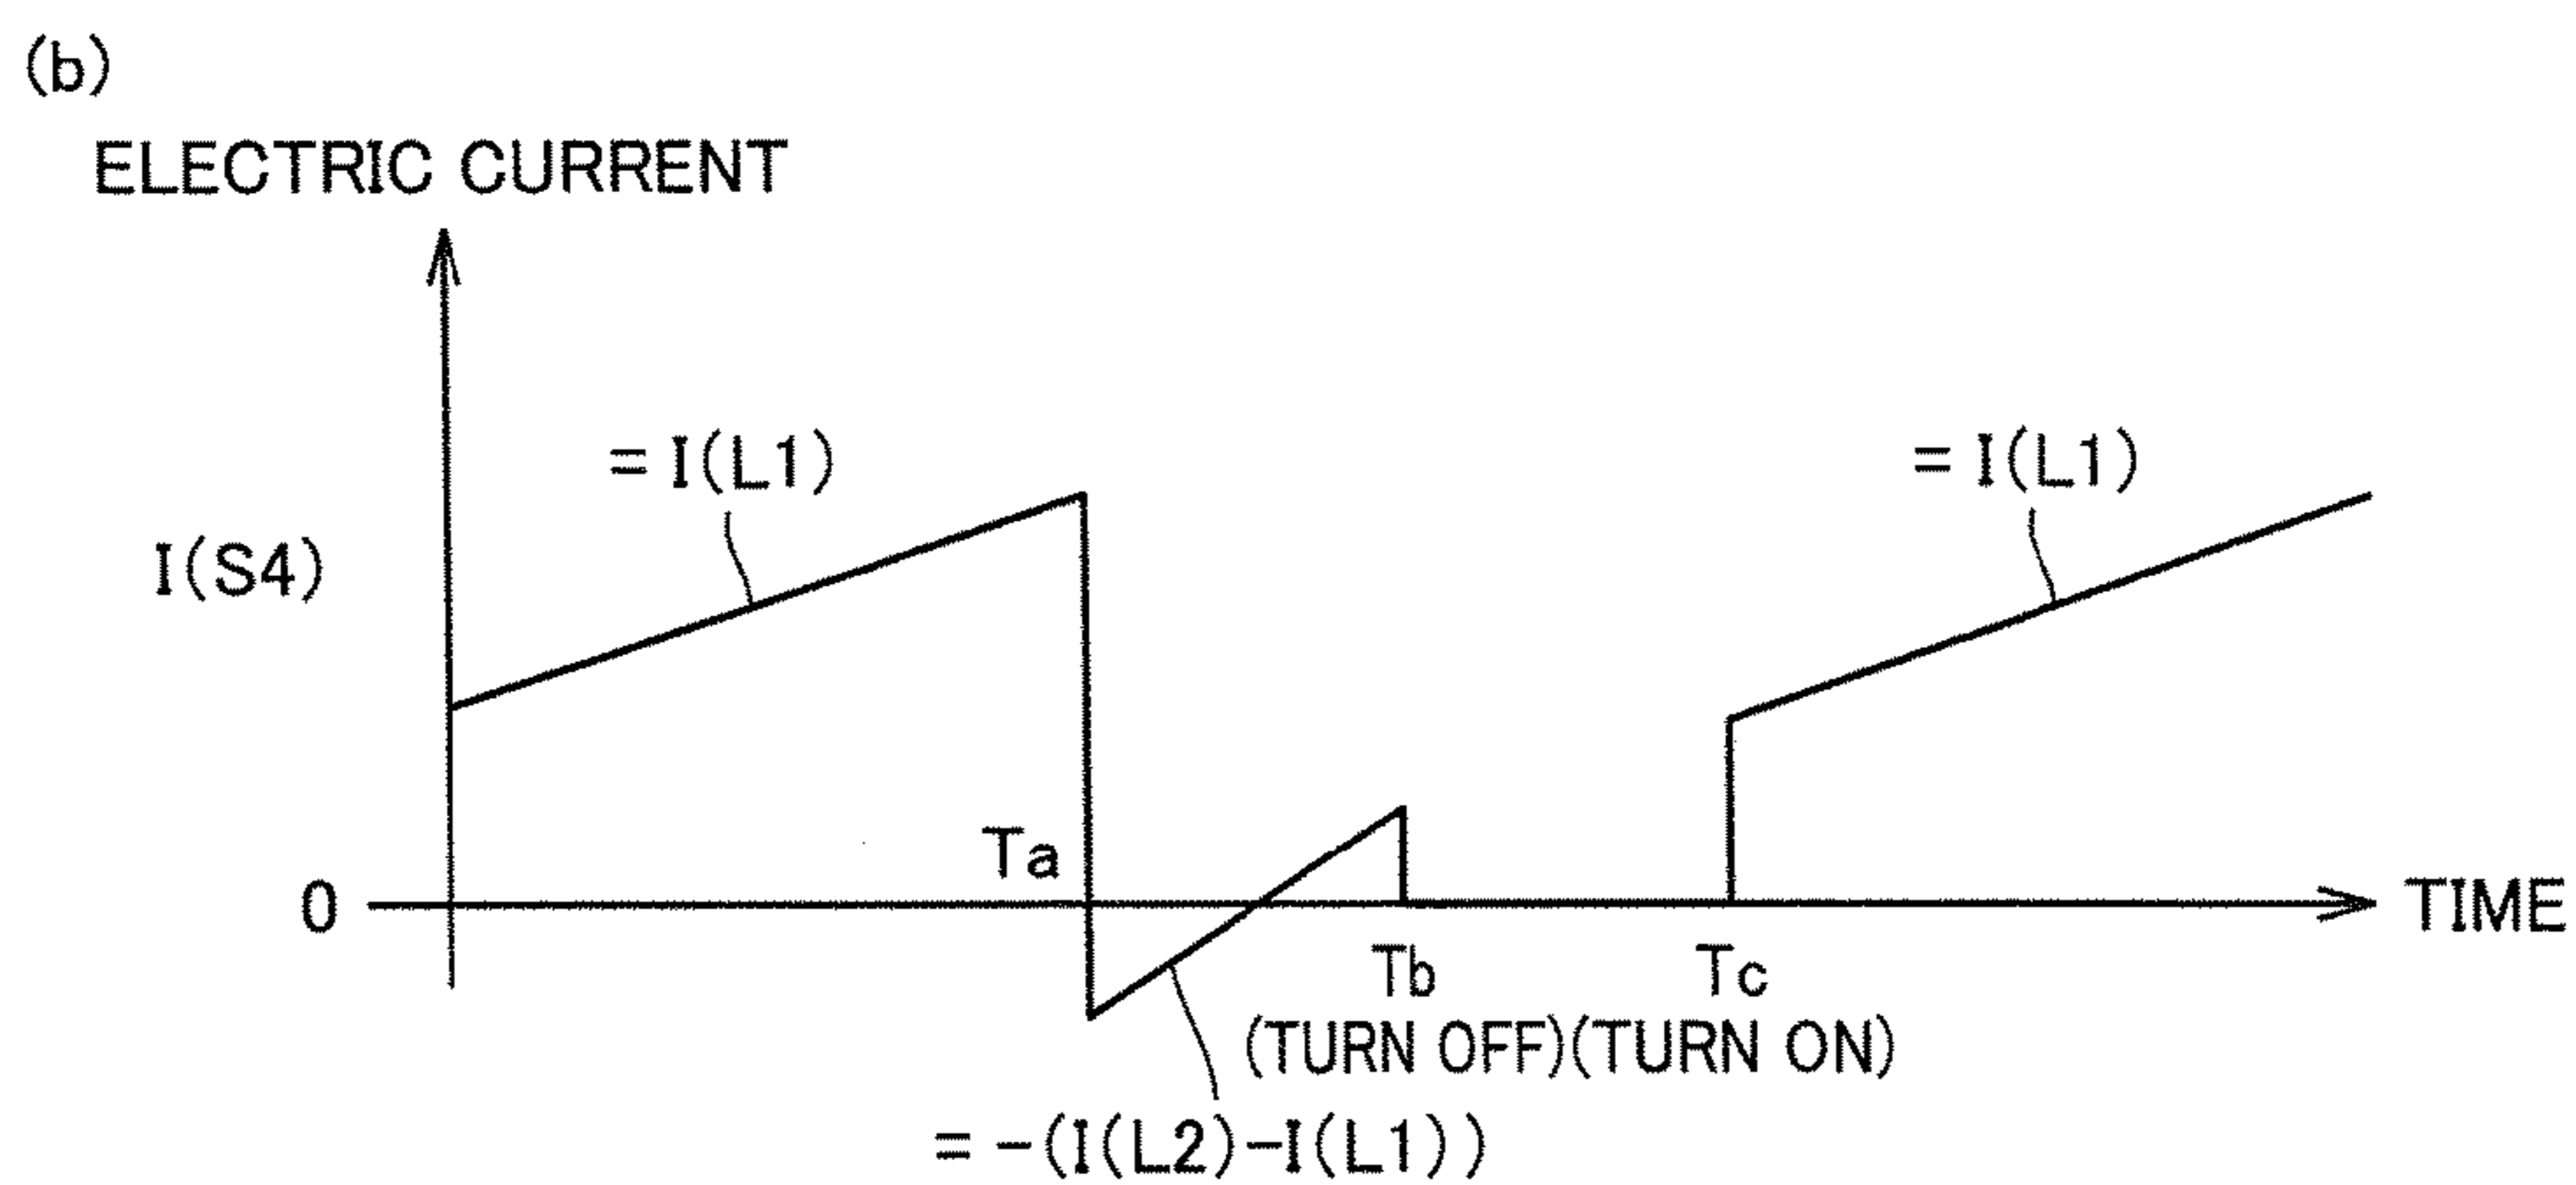 (b)
ELECTRIC CURRENT
= I(L1)
= I(L1)
I(S4)
Ta
0
TIME
Tb
Tc
(TURN OFF)(TURN ON)
= -(I(L2)-I(L1))